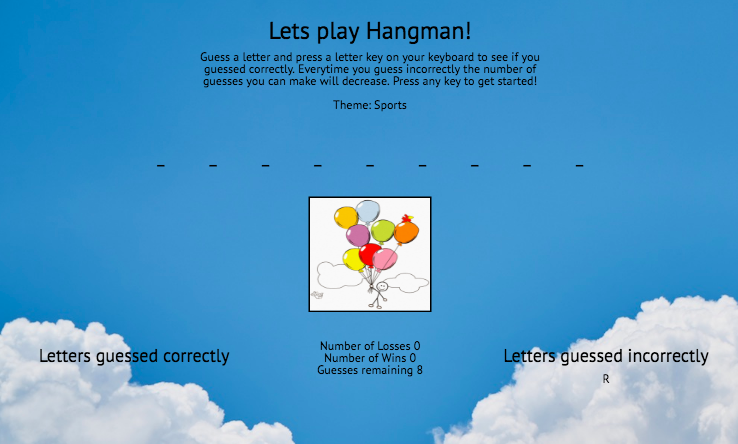 Lets play Hangman!
Guess a letter and press a letter key on your keyboard to see if you
guessed correctly. Everytime you guess incorrectly the number of
guesses you can make will decrease. Press any key to get started!
Theme: Sports
_ _ _ _ _ _ _ _ _
Letters guessed correctly
Number of Losses 0
Number of Wins 0
Guesses remaining 8
Letters guessed incorrectly
R